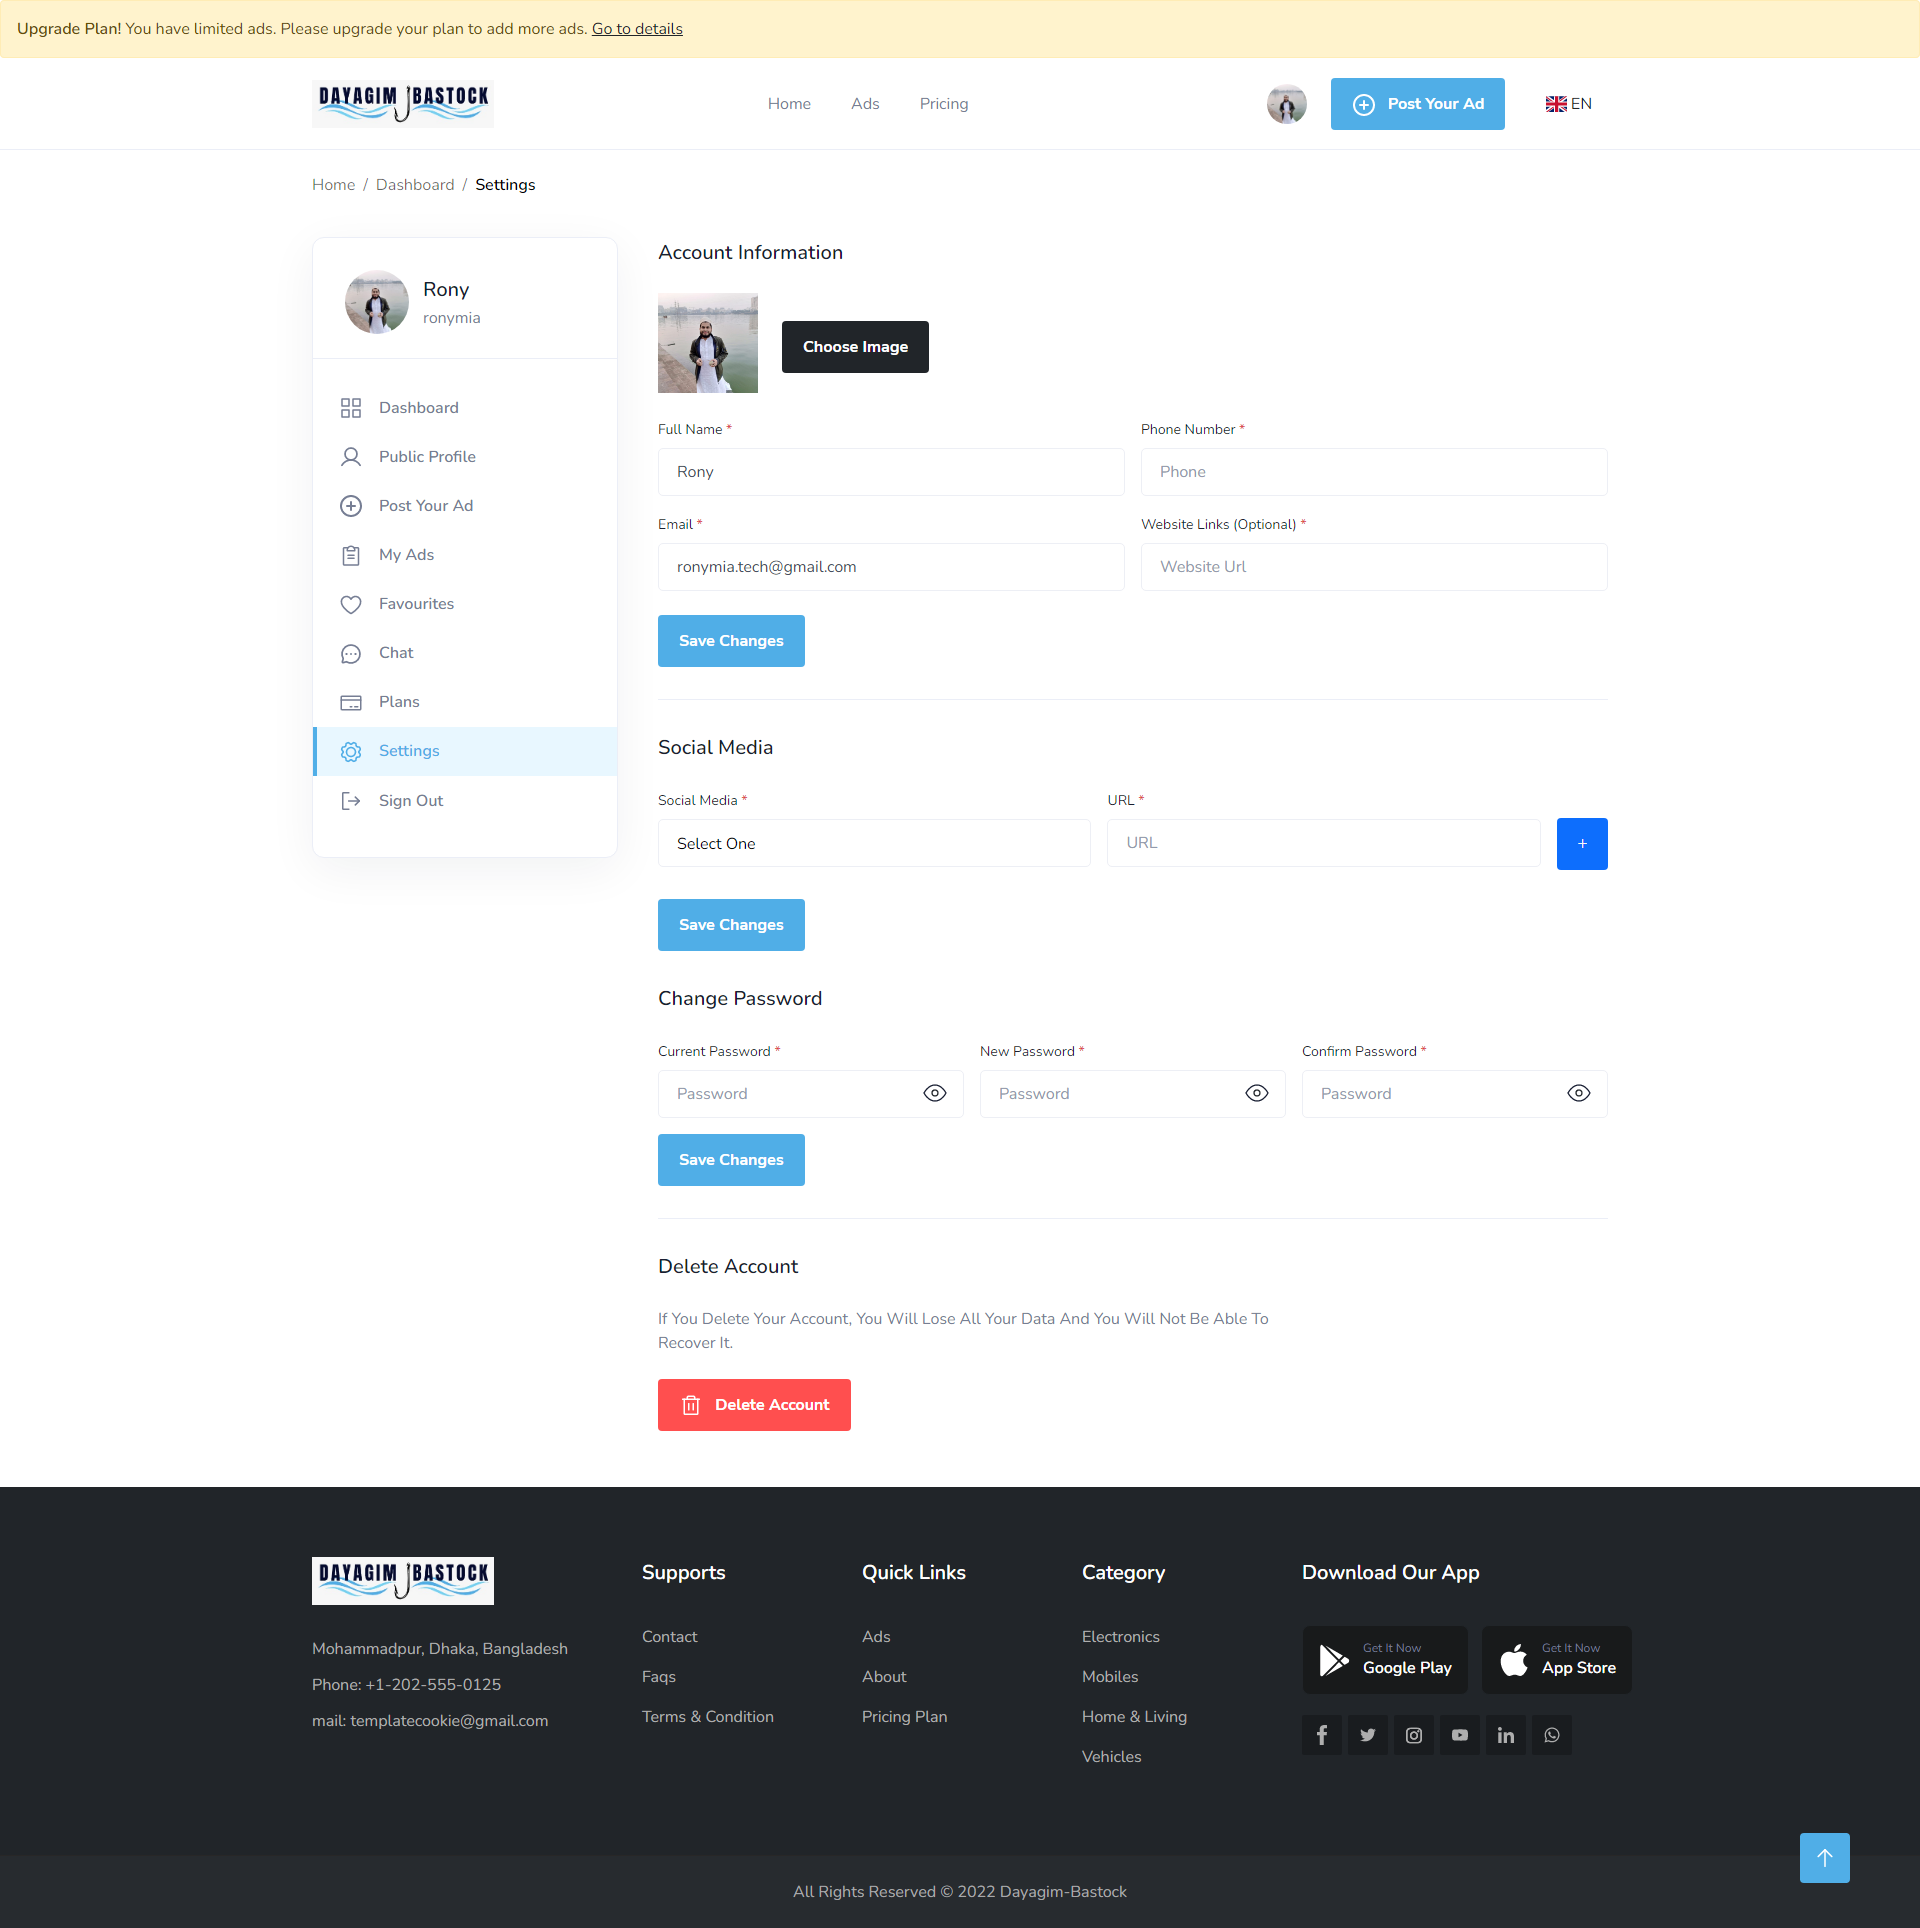 Upgrade Plan! You have limited ads. Please upgrade your plan to add more ads. Go to details
DAYAGIM BASTOCK
Home
Ads
Pricing
Post Your Ad
EN
Home / Dashboard / Settings
Rony
ronymia
Dashboard
Public Profile
Post Your Ad
My Ads
Favourites
Chat
Plans
Settings
Sign Out
Account Information
Choose Image
Full Name *
Phone Number *
Rony
Phone
Email *
Website Links (Optional) *
ronymia.tech@gmail.com
Website Url
Save Changes
Social Media
Social Media *
URL *
Select One
URL
+
Save Changes
Change Password
Current Password *
New Password *
Confirm Password *
Password
Password
Password
Save Changes
Delete Account
If You Delete Your Account, You Will Lose All Your Data And You Will Not Be Able To
Recover It.
Delete Account
DAYAGIM BASTOCK
Mohammadpur, Dhaka, Bangladesh
Phone: +1-202-555-0125
mail: templatecookie@gmail.com
Supports
Contact
Faqs
Terms & Condition
Quick Links
Ads
About
Pricing Plan
Category
Electronics
Mobiles
Home & Living
Vehicles
Download Our App
Get It Now
Google Play
Get It Now
App Store
All Rights Reserved © 2022 Dayagim-Bastock